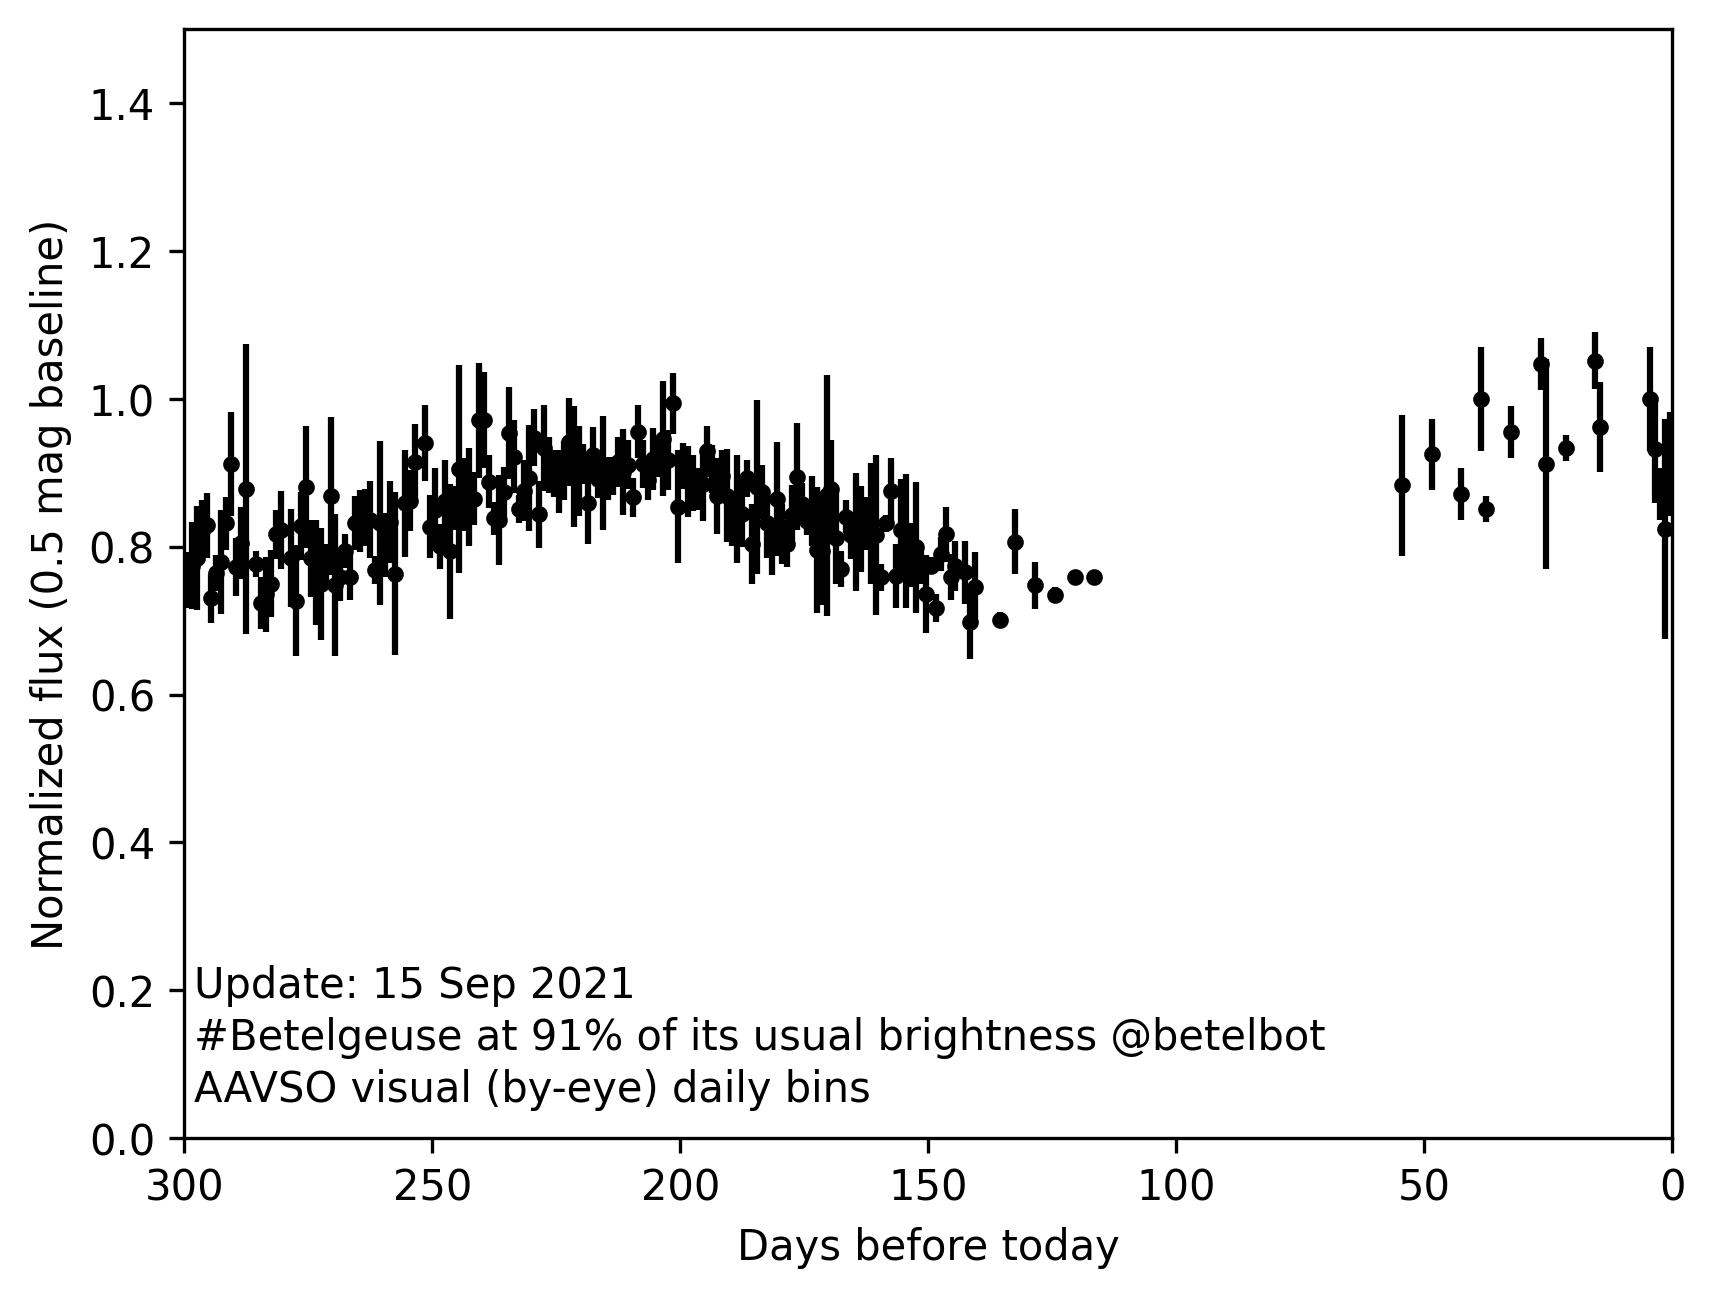 1.4
1.2
1.0
0.8
0.6
0.4
0.2
0.0
Normalized flux (0.5 mag baseline)
Update: 15 Sep 2021
#Betelgeuse at 91% of its usual brightness @betelbot
AAVSO visual (by-eye) daily bins
300 250 200 150 100 50 0
Days before today